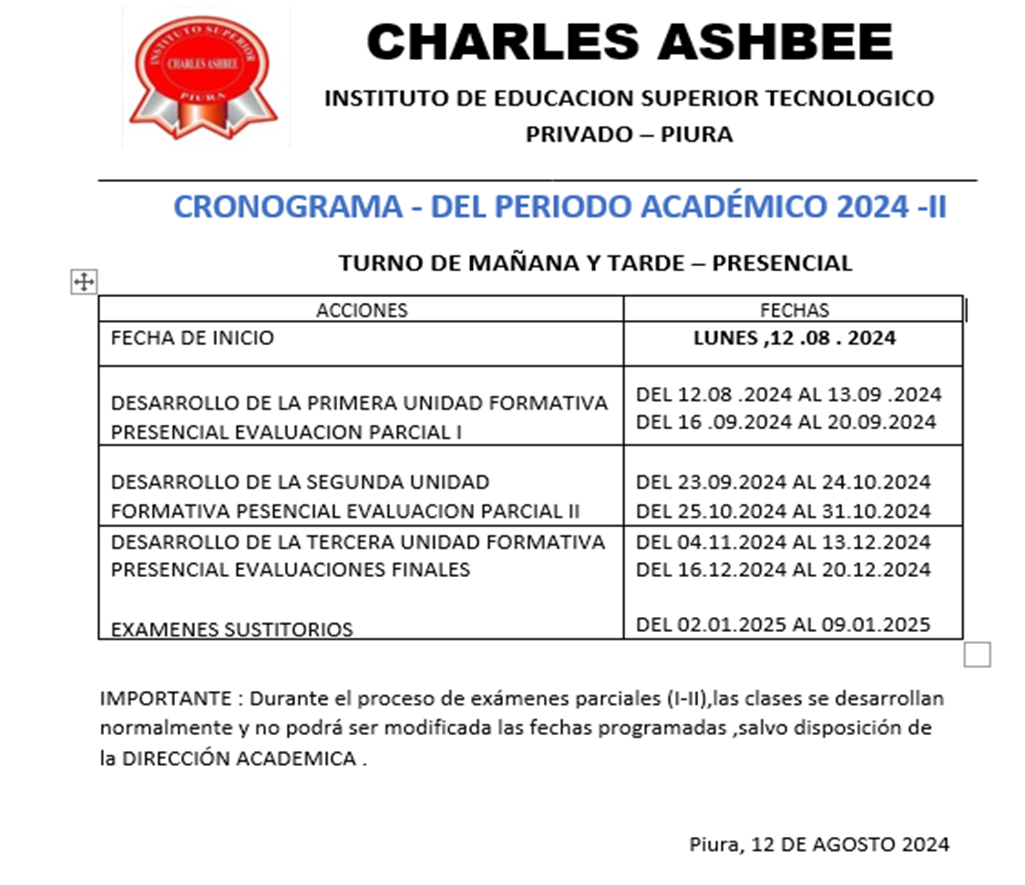 INSTITUTO SUPERIOR
CHARLES ASHBEE
PIURA
CHARLES ASHBEE
INSTITUTO DE EDUCACION SUPERIOR TECNOLOGICO
PRIVADO – PIURA
CRONOGRAMA - DEL PERIODO ACADÉMICO 2024 -II
TURNO DE MAÑANA Y TARDE – PRESENCIAL
ACCIONES FECHAS
FECHA DE INICIO LUNES ,12 .08 . 2024
DESARROLLO DE LA PRIMERA UNIDAD FORMATIVA DEL 12.08 .2024 AL 13.09 .2024
PRESENCIAL EVALUACION PARCIAL I DEL 16 .09.2024 AL 20.09.2024
DESARROLLO DE LA SEGUNDA UNIDAD DEL 23.09.2024 AL 24.10.2024
FORMATIVA PESENCIAL EVALUACION PARCIAL II DEL 25.10.2024 AL 31.10.2024
DESARROLLO DE LA TERCERA UNIDAD FORMATIVA DEL 04.11.2024 AL 13.12.2024
PRESENCIAL EVALUACIONES FINALES DEL 16.12.2024 AL 20.12.2024
EXAMENES SUSTITORIOS DEL 02.01.2025 AL 09.01.2025
IMPORTANTE : Durante el proceso de exámenes parciales (I-II),las clases se desarrollan
normalmente y no podrá ser modificada las fechas programadas ,salvo disposición de
la DIRECCIÓN ACADEMICA .
Piura, 12 DE AGOSTO 2024